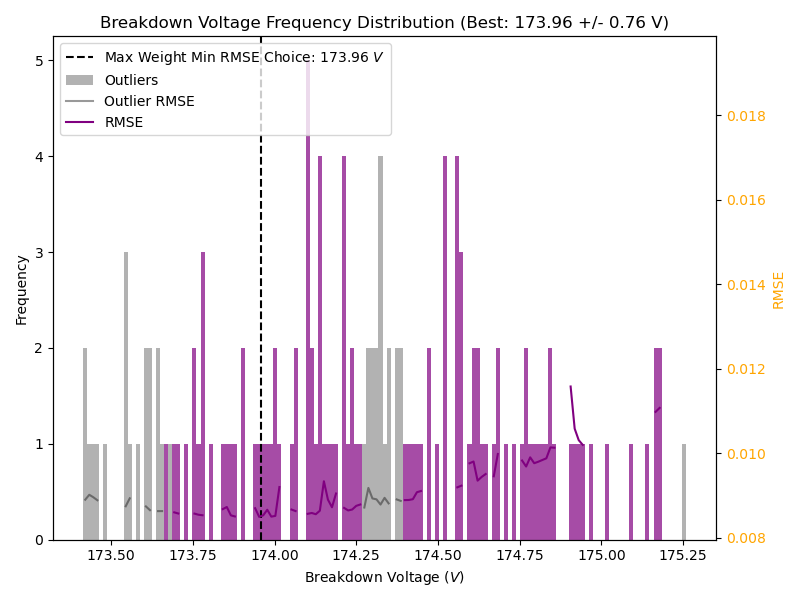 Breakdown Voltage Frequency Distribution (Best: 173.96 +/- 0.76 V)
Max Weight Min RMSE Choice: 173.96 V
Outliers
Outlier RMSE
RMSE
5
4
3
2
1
0
Frequency
0.018
0.016
0.014
0.012
0.010
0.008
RMSE
173.50 173.75 174.00 174.25 174.50 174.75 175.00 175.25
Breakdown Voltage (V)